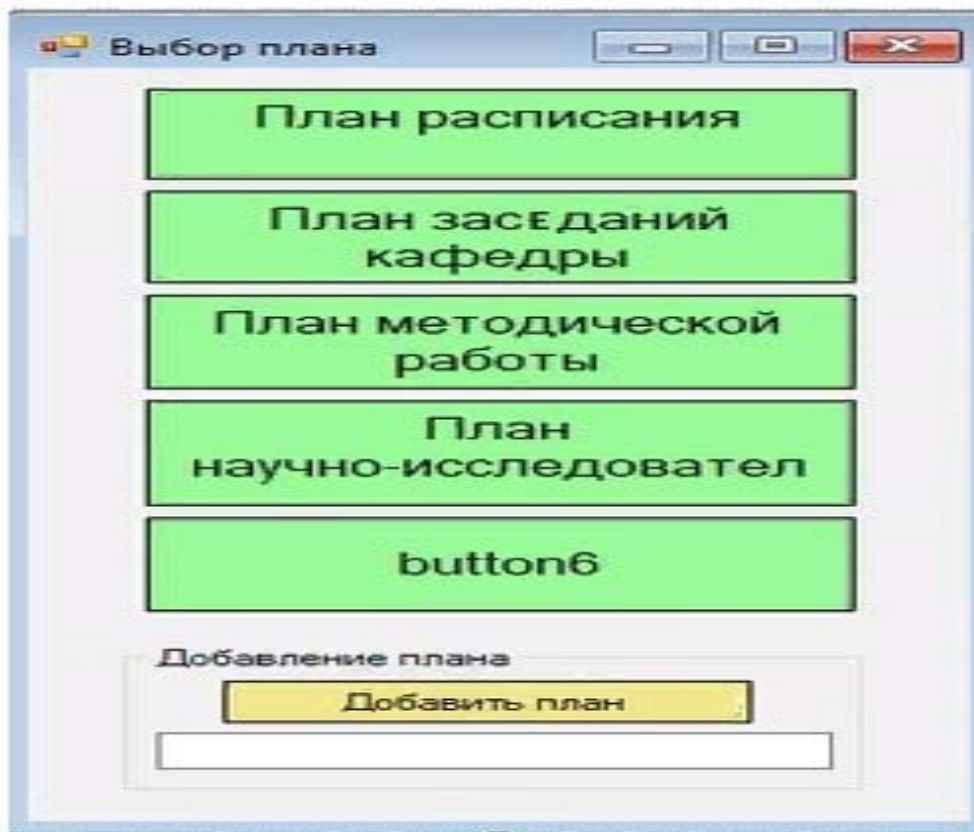 Выбор плана
План расписания
План заседаний
кафедры
План методической
работы
План
научно-исследовател
button6
Добавление плана
Добавить план